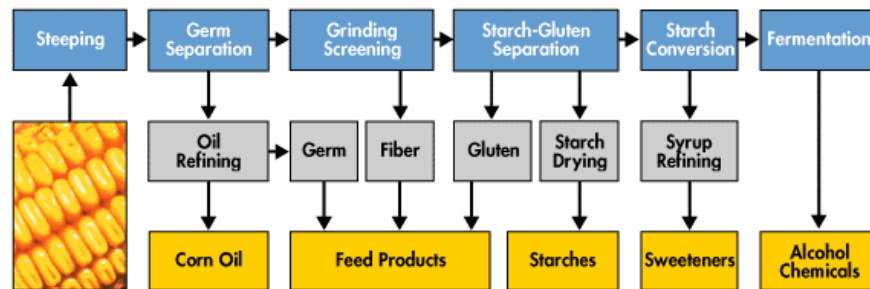 Steeping
Germ
Separation
Grinding
Screening
Starch-Gluten
Separation
Starch
Conversion
Fermentation
Oil
Refining
Germ
Fiber
Gluten
Starch
Drying
Syrup
Refining
Corn Oil
Feed Products
Starches
Sweeteners
Alcohol
Chemicals